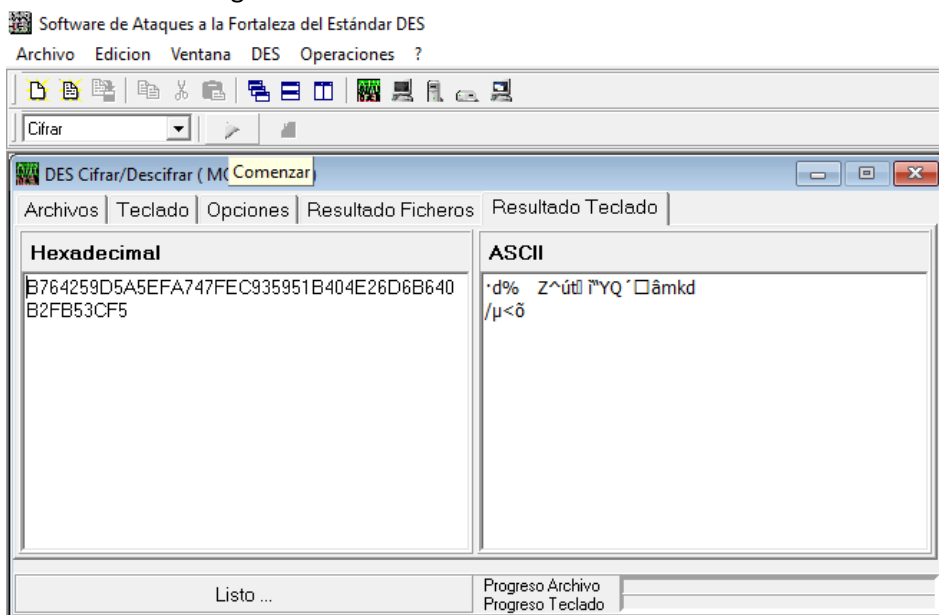 Software de Ataques a la Fortaleza del Estándar DES
Archivo Edicion Ventana DES Operaciones ?
Cifrar
DES Cifrar/Descifrar ( Comenzar
Archivos Teclado Opciones Resultado Ficheros Resultado Teclado
Hexadecimal ASCII
B764259D5A5EFA747FEC935951B404E26D6B640
B2FB53CF5
·d% Z^út ì“YQ´□âmkd
/µ<õ
Listo ...
Progreso Archivo
Progreso Teclado